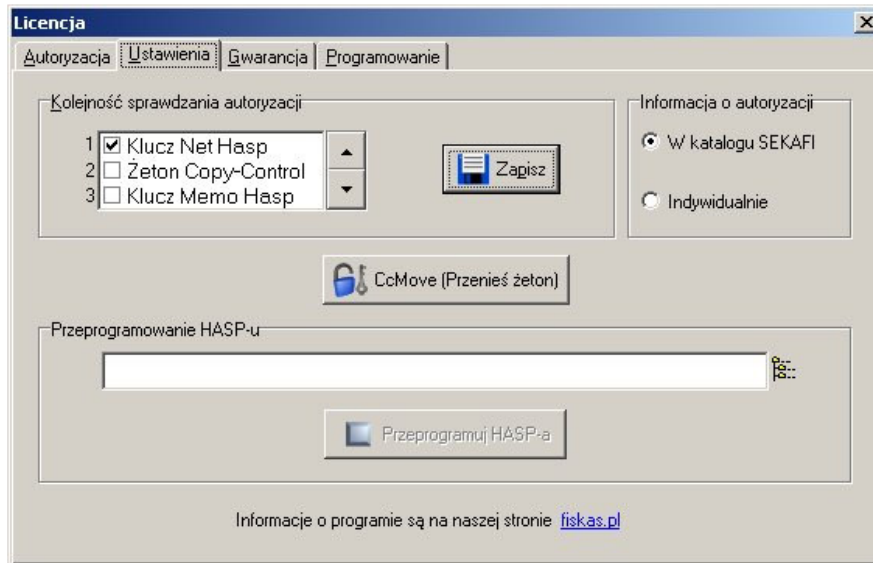 Licencja
Autoryzacja Ustawienia Gwarancja Programowanie
Kolejność sprawdzania autoryzacji
Informacja o autoryzacji
1 Klucz Net Hasp
2 Żeton Copy-Control
3 Klucz Memo Hasp
Zapisz
W katalogu SEKAFI
Indywidualnie
CcMove (Przenieś żeton)
Przeprogramowanie HASP-u
Przeprogramuj HASP-a
Informacje o programie są na naszej stronie fiskas.pl